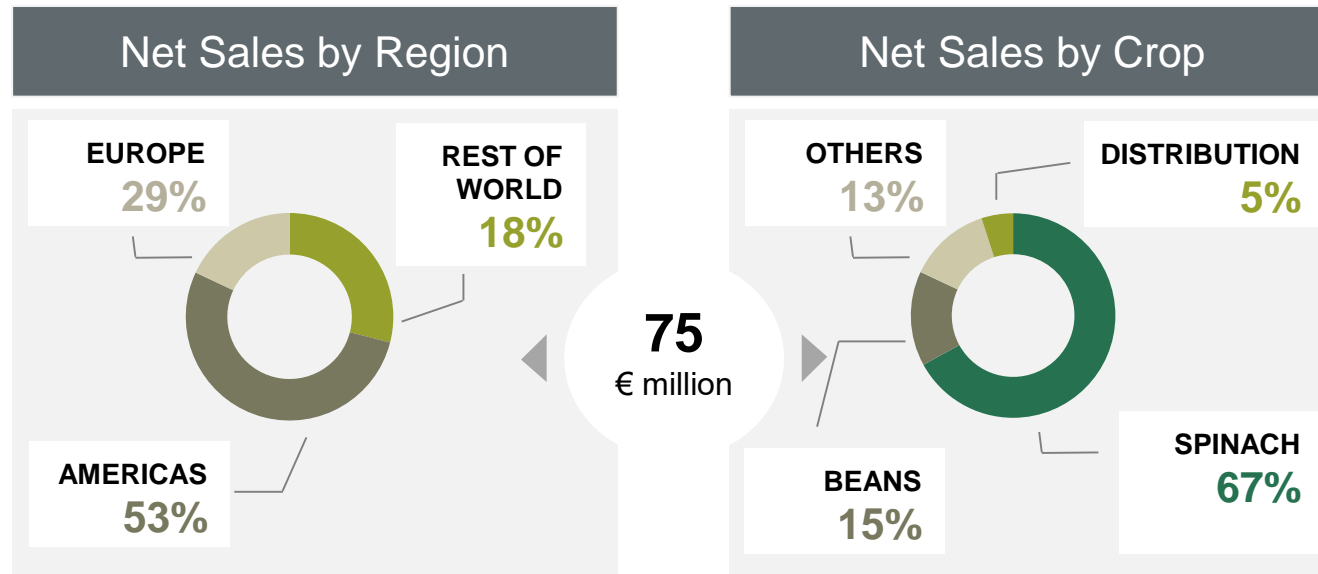 Net Sales by Region
EUROPE
29%
REST OF
WORLD
18%
AMERICAS
53%
75
€ million
Net Sales by Crop
OTHERS
13%
DISTRIBUTION
5%
BEANS
15%
SPINACH
67%